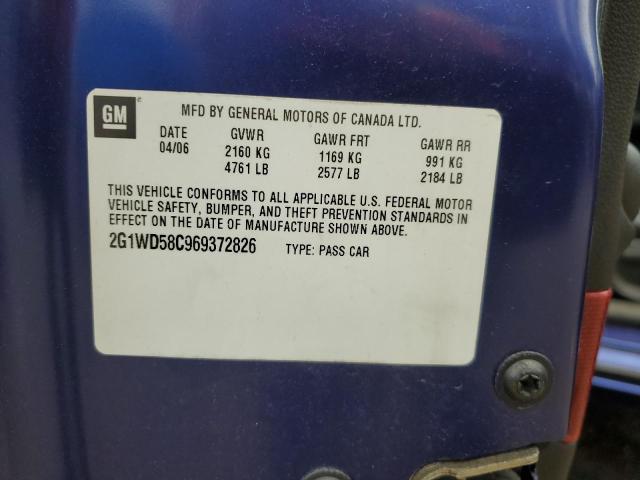 GM
MFD BY GENERAL MOTORS OF CANADA LTD.
DATE GVWR GAWR FRT GAWR RR
04/06 2160 KG 1169 KG 991 KG
4761 LB 2577 LB 2184 LB
THIS VEHICLE CONFORMS TO ALL APPLICABLE U.S. FEDERAL MOTOR
VEHICLE SAFETY, BUMPER, AND THEFT PREVENTION STANDARDS IN
EFFECT ON THE DATE OF MANUFACTURE SHOWN ABOVE.
2G1WD58C969372826 TYPE: PASS CAR